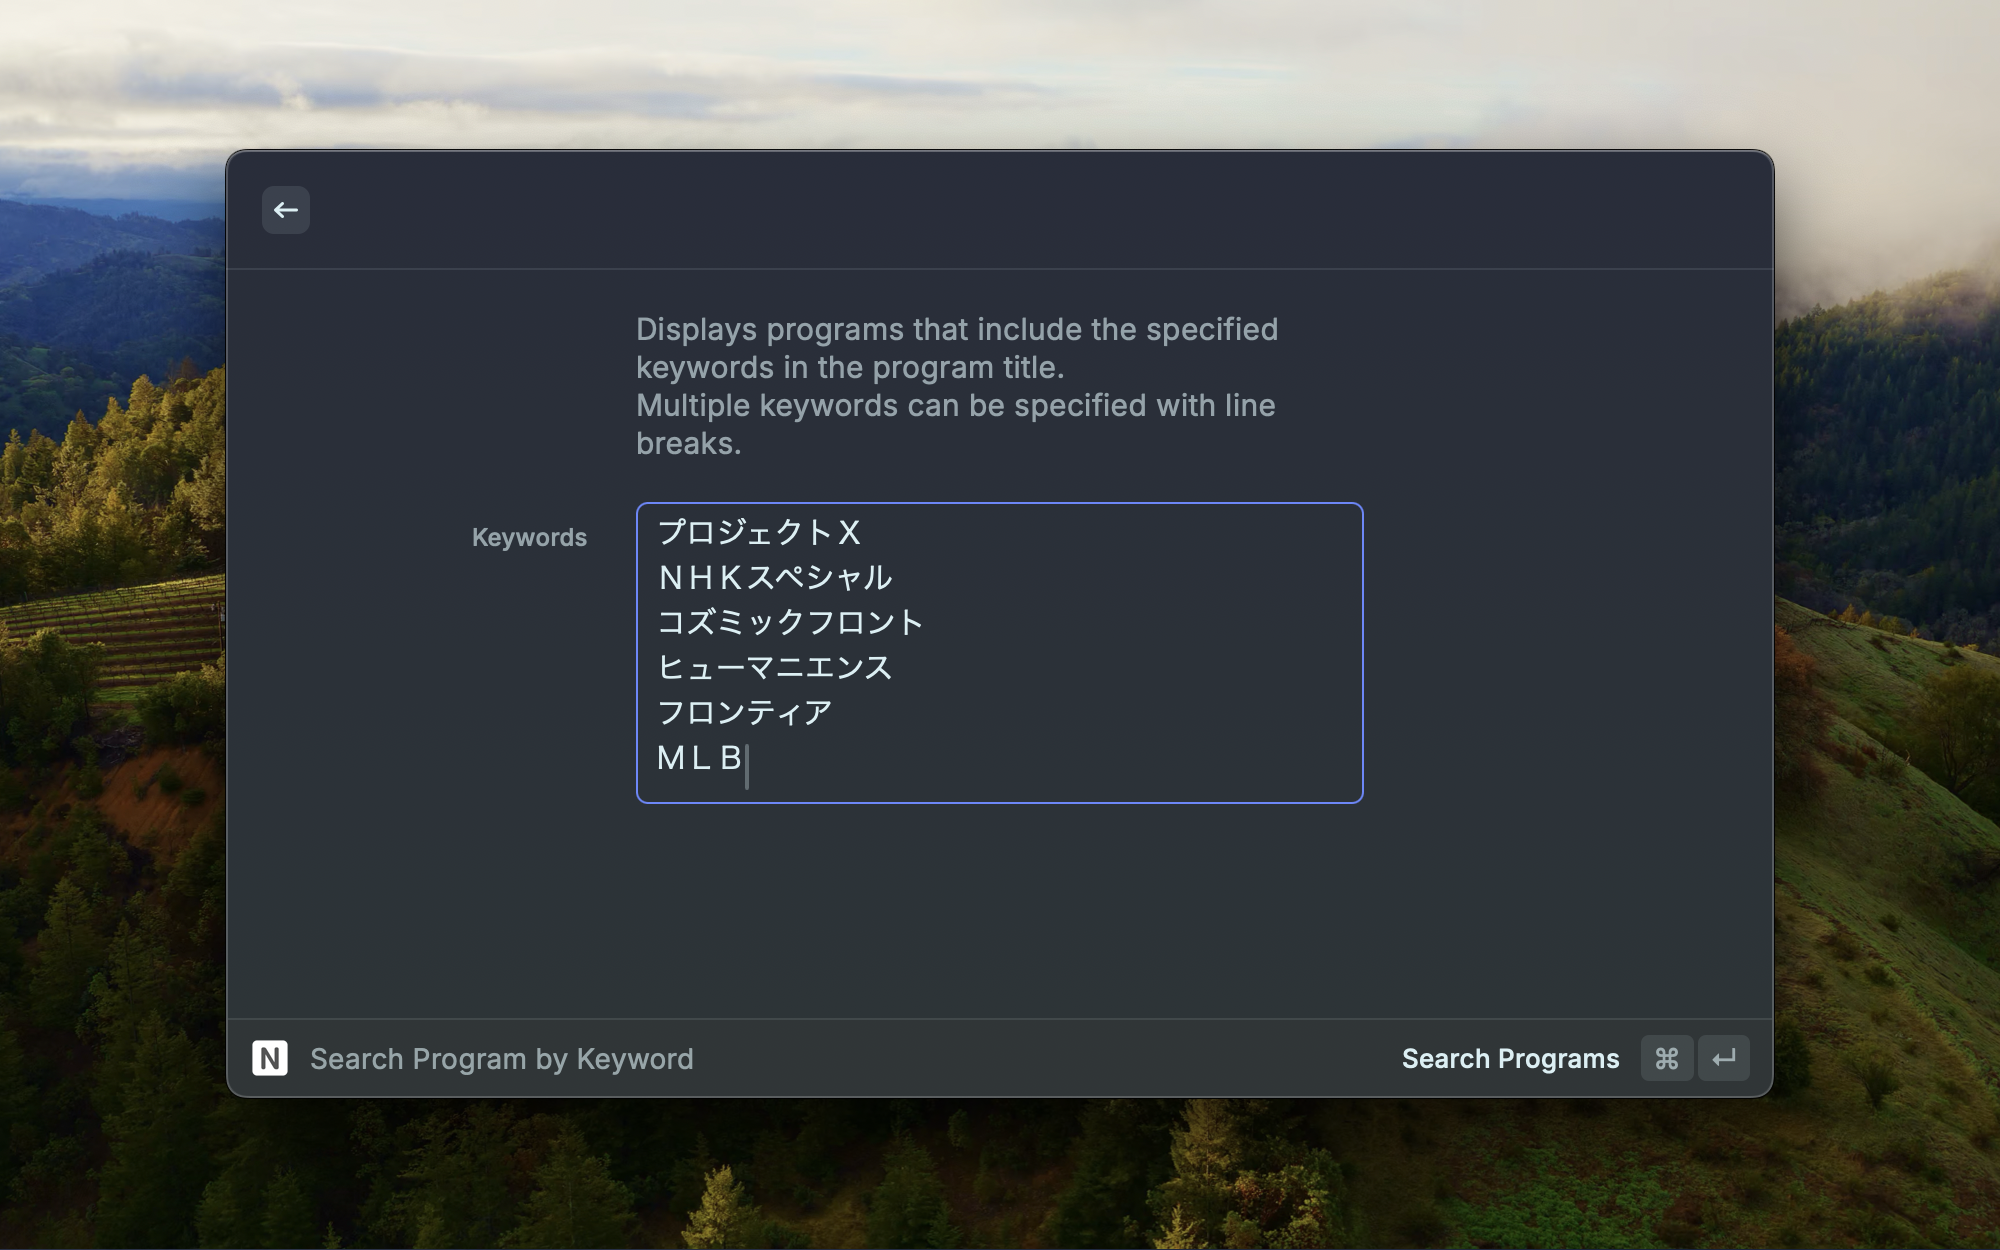 Displays programs that include the specified
keywords in the program title.
Multiple keywords can be specified with line
breaks.
Keywords
プロジェクトＸ
ＮＨＫスペシャル
コズミックフロント
ヒューマニエンス
フロンティア
ＭＬＢ
N Search Program by Keyword
Search Programs ⌘ ↵